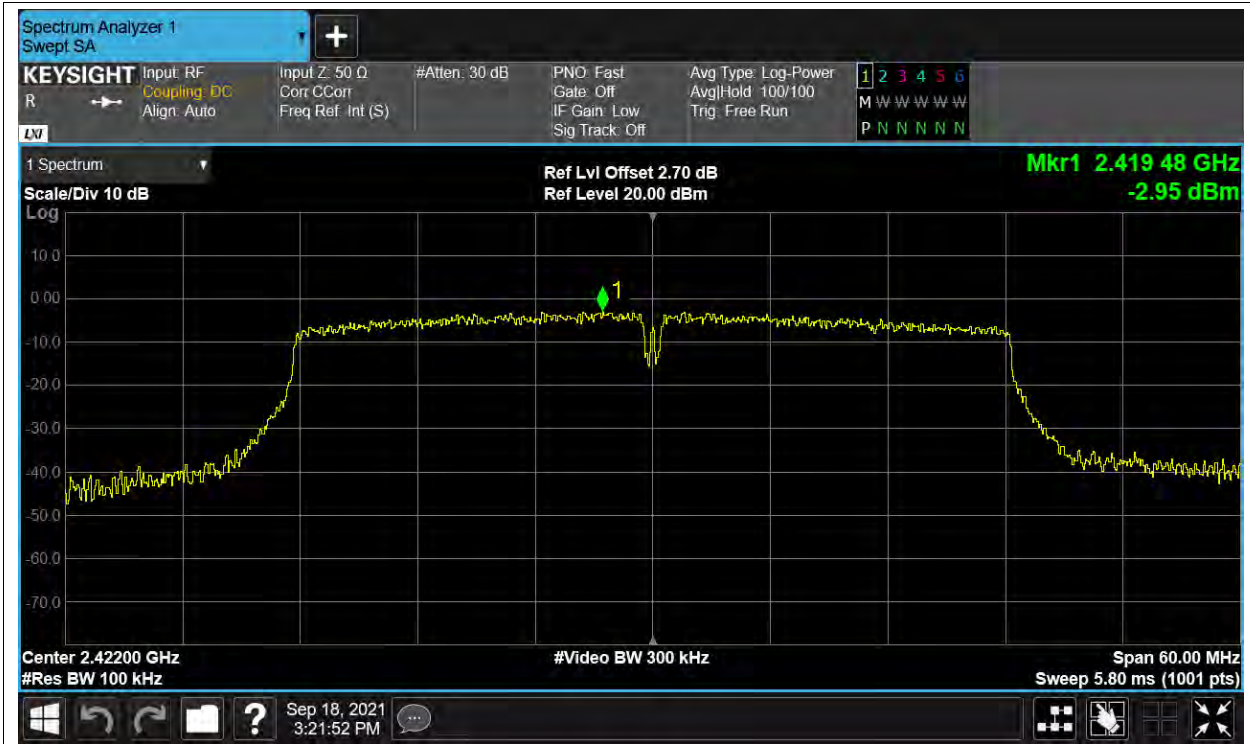 Spectrum Analyzer 1
Swept SA
KEYSIGHT
R
LXI
Input: RF
Coupling: DC
Align: Auto
Input Z: 50 Ω
Corr CCorr
Freq Ref: Int (S)
#Atten: 30 dB
PNO: Fast
Gate: Off
IF Gain: Low
Sig Track: Off
Avg Type: Log-Power
Avg|Hold: 100/100
Trig: Free Run
1 2 3 4 5 6
M W W W W W W
P N N N N N N
1 Spectrum
Scale/Div 10 dB
Ref Lvl Offset 2.70 dB
Ref Level 20.00 dBm
Mkr1 2.419 48 GHz
-2.95 dBm
Log
10.0
0.00
-10.0
-20.0
-30.0
-40.0
-50.0
-60.0
-70.0
1
Center 2.42200 GHz
#Res BW 100 kHz
#Video BW 300 kHz
Span 60.00 MHz
Sweep 5.80 ms (1001 pts)
?
Sep 18, 2021
3:21:52 PM